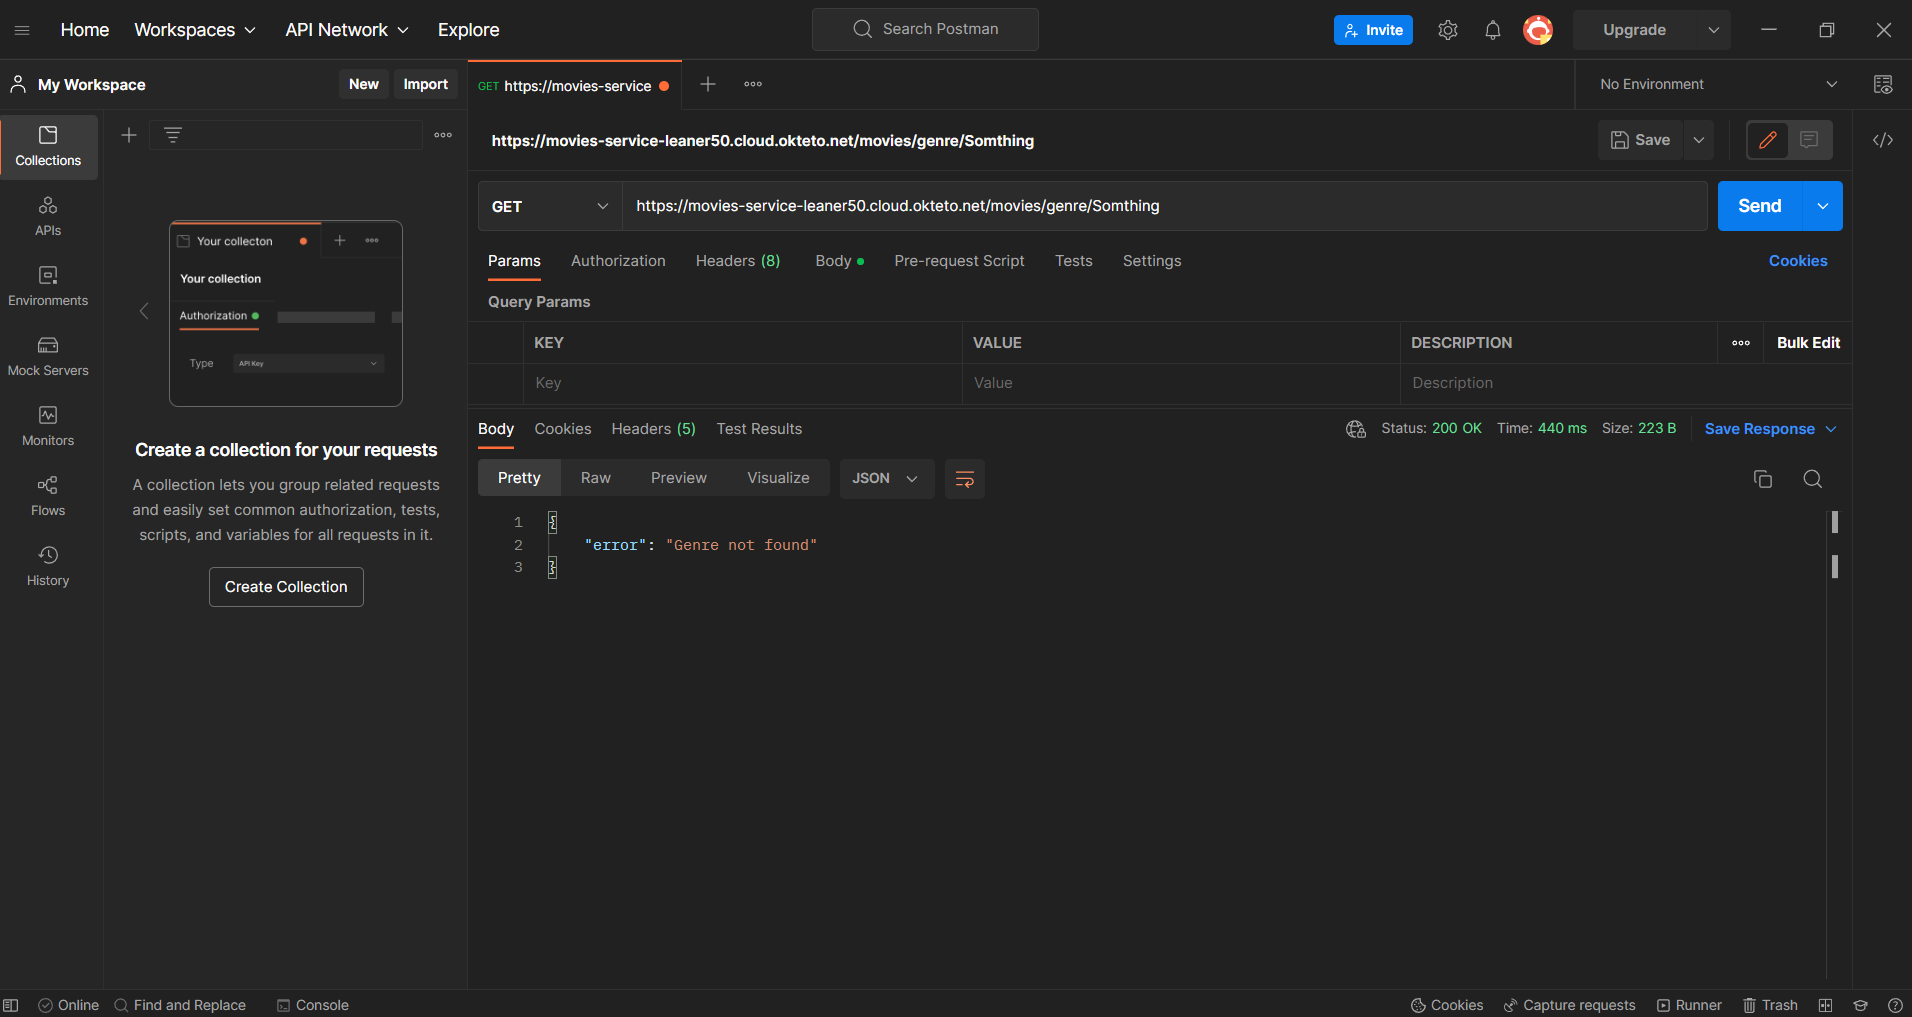 Home Workspaces API Network Explore Search Postman Invite Upgrade
My Workspace New Import GET https://movies-service No Environment
Collections
APIs
Environments
Mock Servers
Monitors
Flows
History
Your collecton
Your collection
Authorization
Type API Key
Create a collection for your requests
A collection lets you group related requests
and easily set common authorization, tests,
scripts, and variables for all requests in it.
Create Collection
https://movies-service-leaner50.cloud.okteto.net/movies/genre/Somthing Save
GET https://movies-service-leaner50.cloud.okteto.net/movies/genre/Somthing Send
Params Authorization Headers (8) Body Pre-request Script Tests Settings Cookies
Query Params
KEY VALUE DESCRIPTION Bulk Edit
Key Value Description
Body Cookies Headers (5) Test Results Status: 200 OK Time: 440 ms Size: 223 B Save Response
Pretty Raw Preview Visualize JSON
1 {
2 "error": "Genre not found"
3 }
Online Find and Replace Console Cookies Capture requests Runner Trash